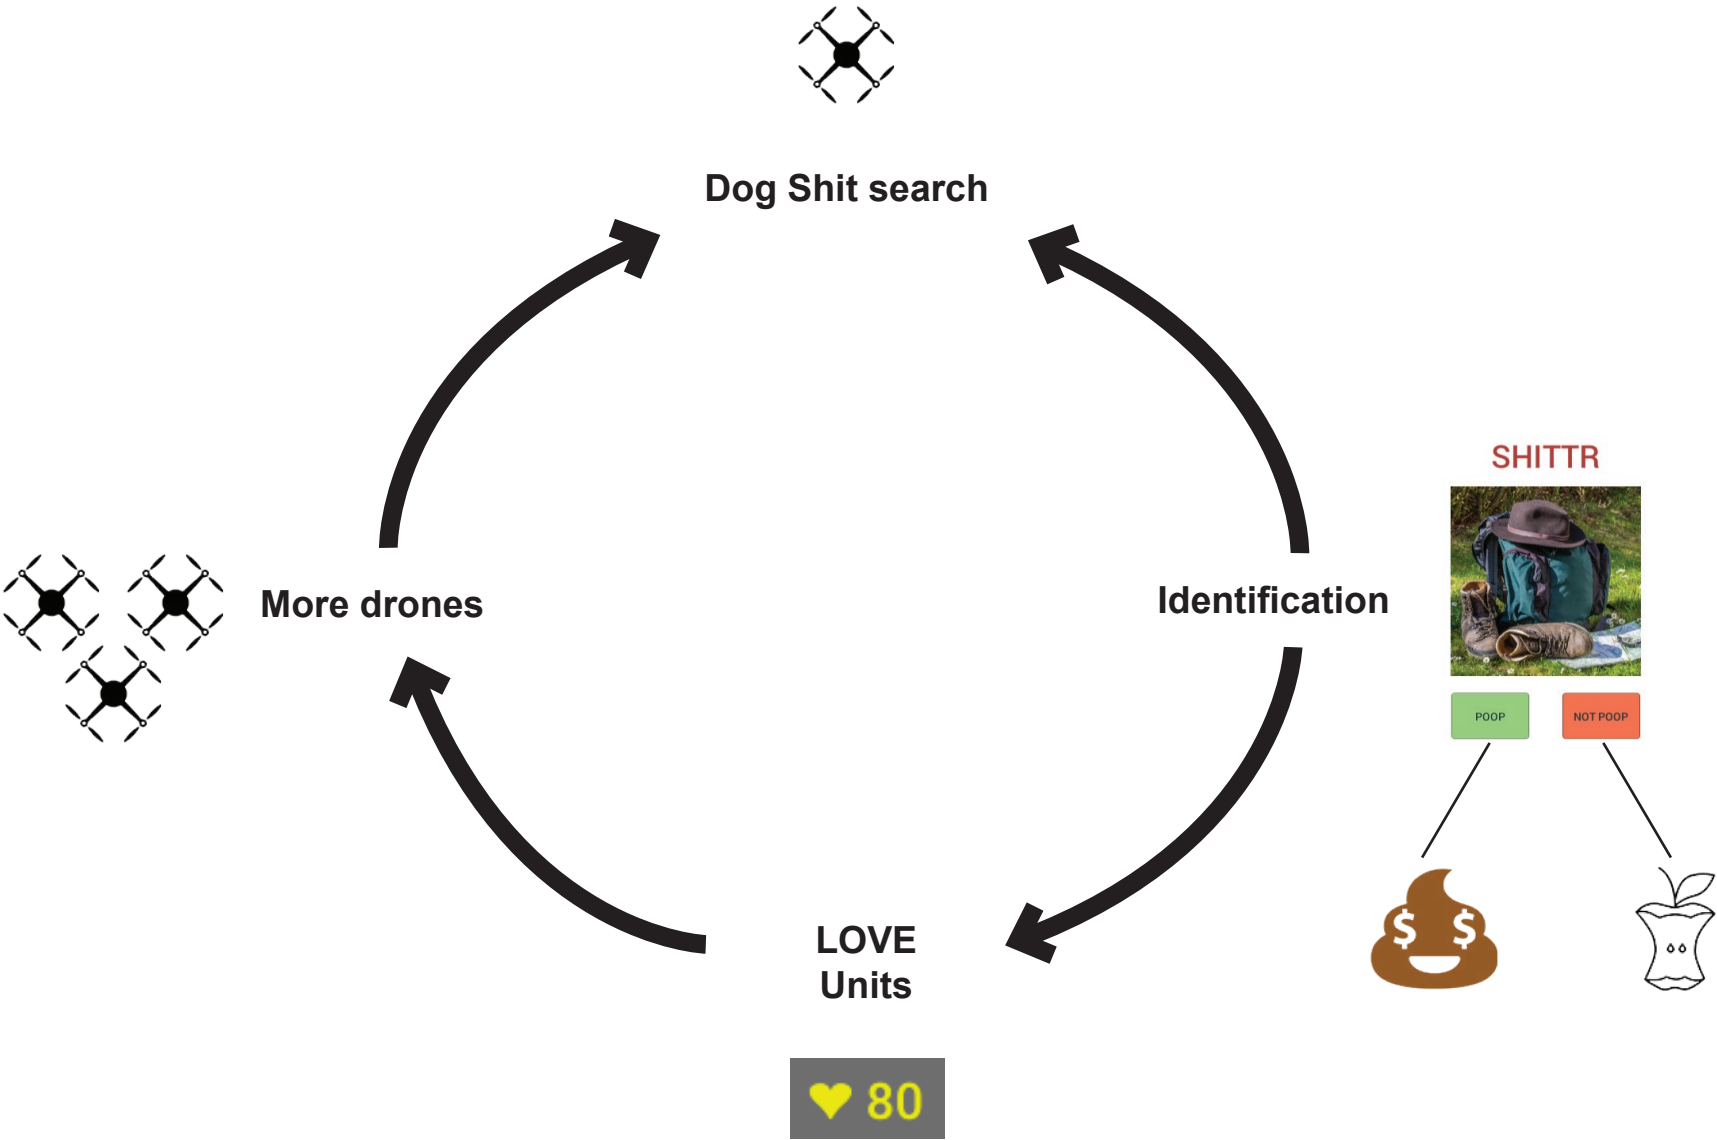 Dog Shit search
SHITTR
More drones
Identification
POOP
NOT POOP
$ $
LOVE
Units
80